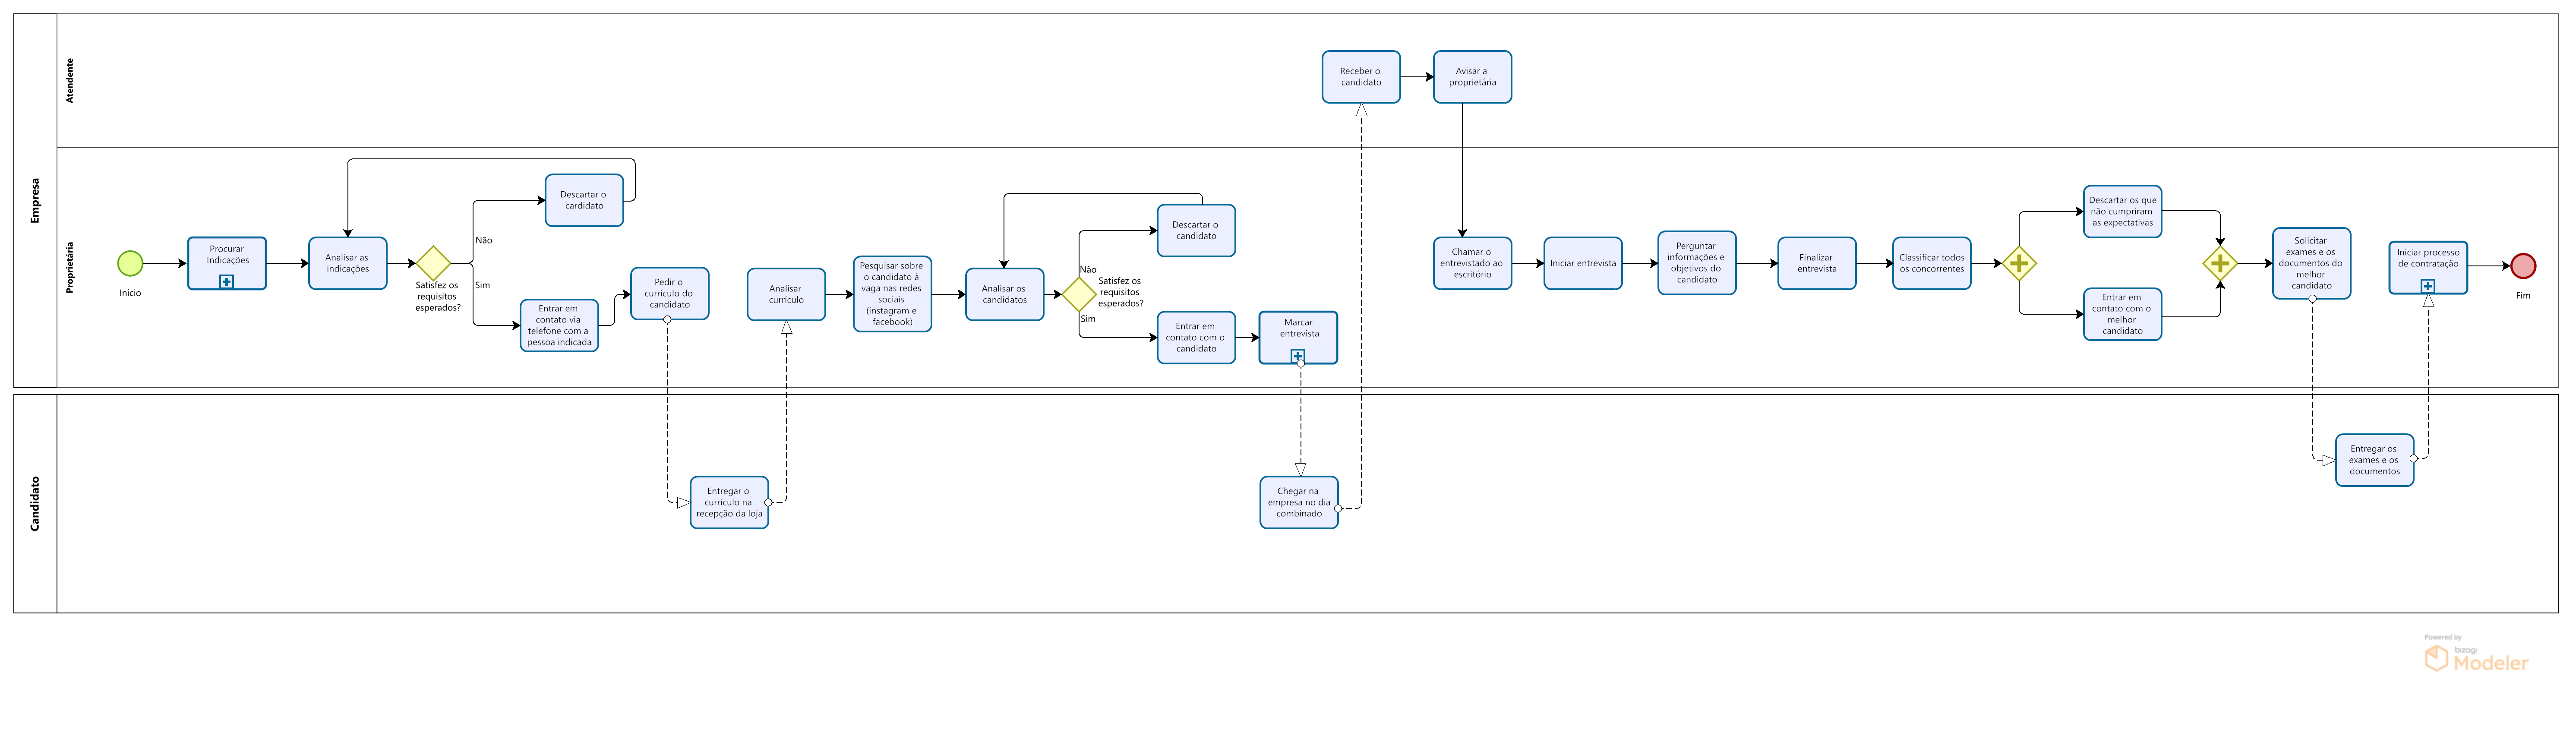 Empresa
Atendente
Receber o
candidato
Avisar a
proprietária
Proprietária
Início
Procurar
Indicações
Analisar as
indicações
Satisfez os
requisitos
esperados?
Não
Sim
Descartar o
cardidato
Entrar em
contato via
telefone com a
pessoa indicada
Pedir o
currículo do
candidato
Analisar
currículo
Pesquisar sobre
o candidato à
vaga nas redes
sociais
(instagram e
facebook)
Analisar os
candidatos
Satisfez os
requisitos
esperados?
Não
Sim
Descartar o
candidato
Entrar em
contato com o
candidato
Marcar
entrevista
Chamar o
entrevistado ao
escritório
Iniciar entrevista
Perguntar
informações e
objetivos do
candidato
Finalizar
entrevista
Classificar todos
os concorrentes
Descartar os que
não cumpriram
as expectativas
Entrar em
contato com o
melhor
candidato
Solicitar
exames e os
documentos do
melhor
candidato
Iniciar processo
de contratação
Fim
Candidato
Entregar o
currículo na
recepção da loja
Chegar na
empresa no dia
combinado
Entregar os
exames e os
documentos
Powered by
bizagi
Modeler